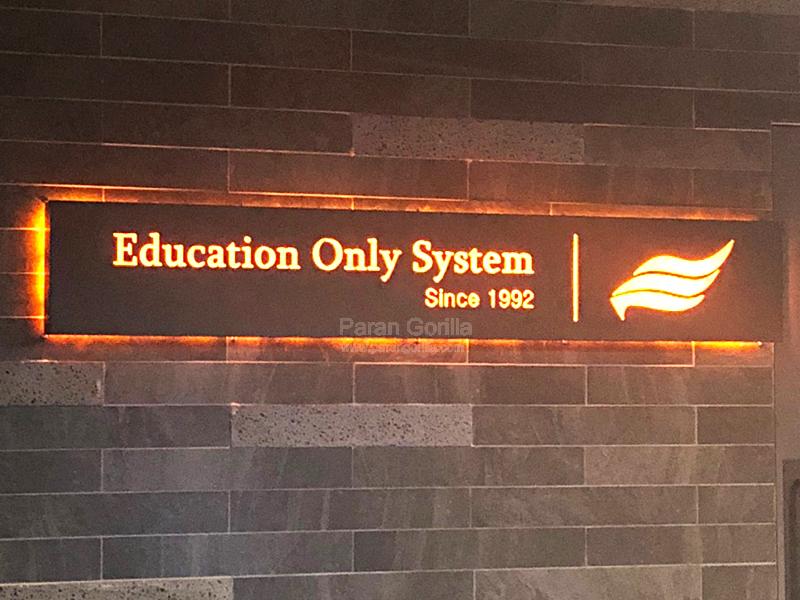 Education Only System
Since 1992
Paran Gorilla